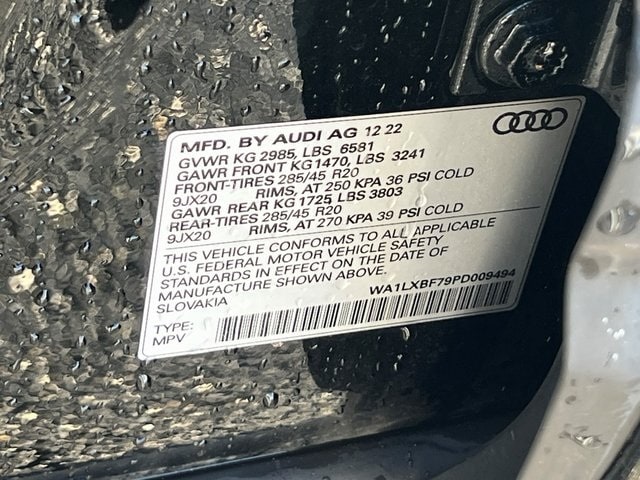 MFD. BY AUDI AG 12 22
GVWR KG 2985, LBS 6581
GAWR FRONT KG1470, LBS 3241
FRONT-TIRES 285/45 R20
9JX20 RIMS, AT 250 KPA 36 PSI COLD
GAWR REAR KG 1725 LBS 3803
REAR-TIRES 285/45 R20
9JX20 RIMS, AT 270 KPA 39 PSI COLD
THIS VEHICLE CONFORMS TO ALL APPLICABLE
U.S. FEDERAL MOTOR VEHICLE SAFETY
STANDARDS IN EFFECT ON THE DATE OF
MANUFACTURE SHOWN ABOVE.
SLOVAKIA
WA1LXBF79PD009494
TYPE:
MPV